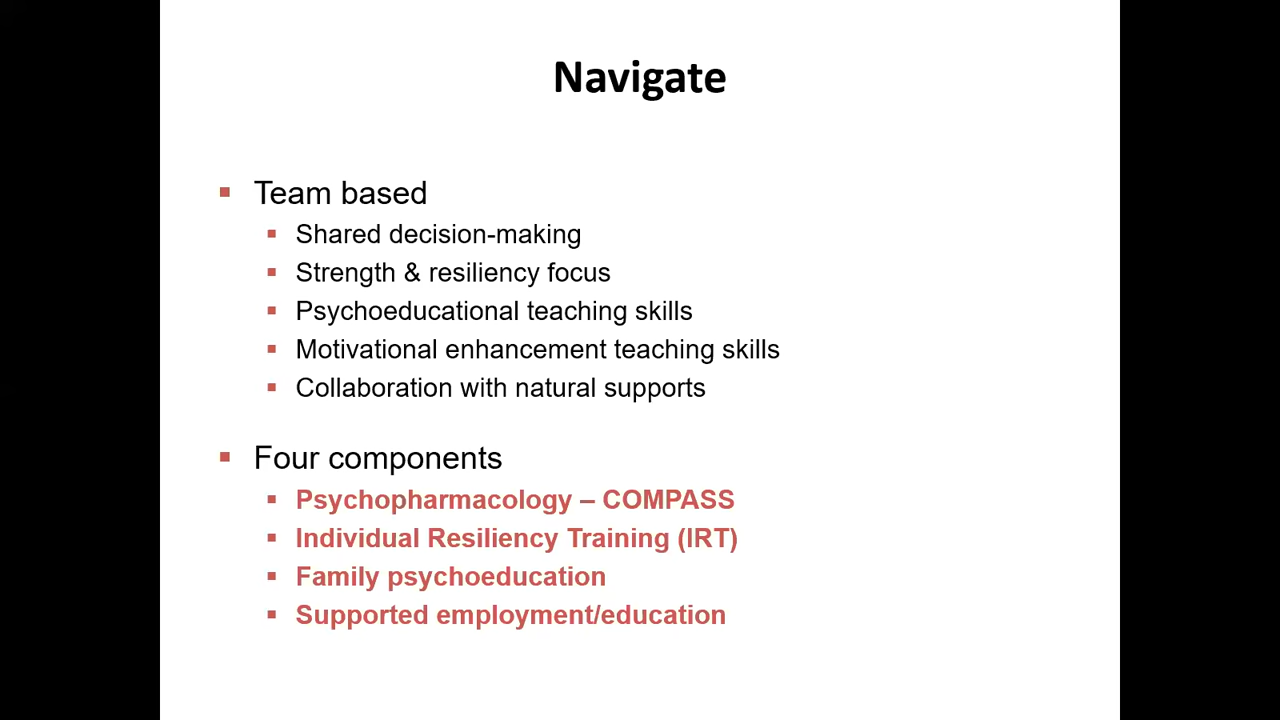 Navigate
Team based
Shared decision-making
Strength & resiliency focus
Psychoeducational teaching skills
Motivational enhancement teaching skills
Collaboration with natural supports
Four components
Psychopharmacology – COMPASS
Individual Resiliency Training (IRT)
Family psychoeducation
Supported employment/education